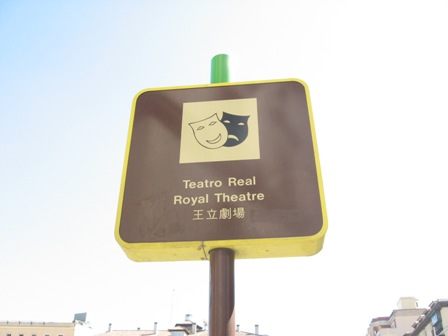 Teatro Real
Royal Theatre
王立劇場